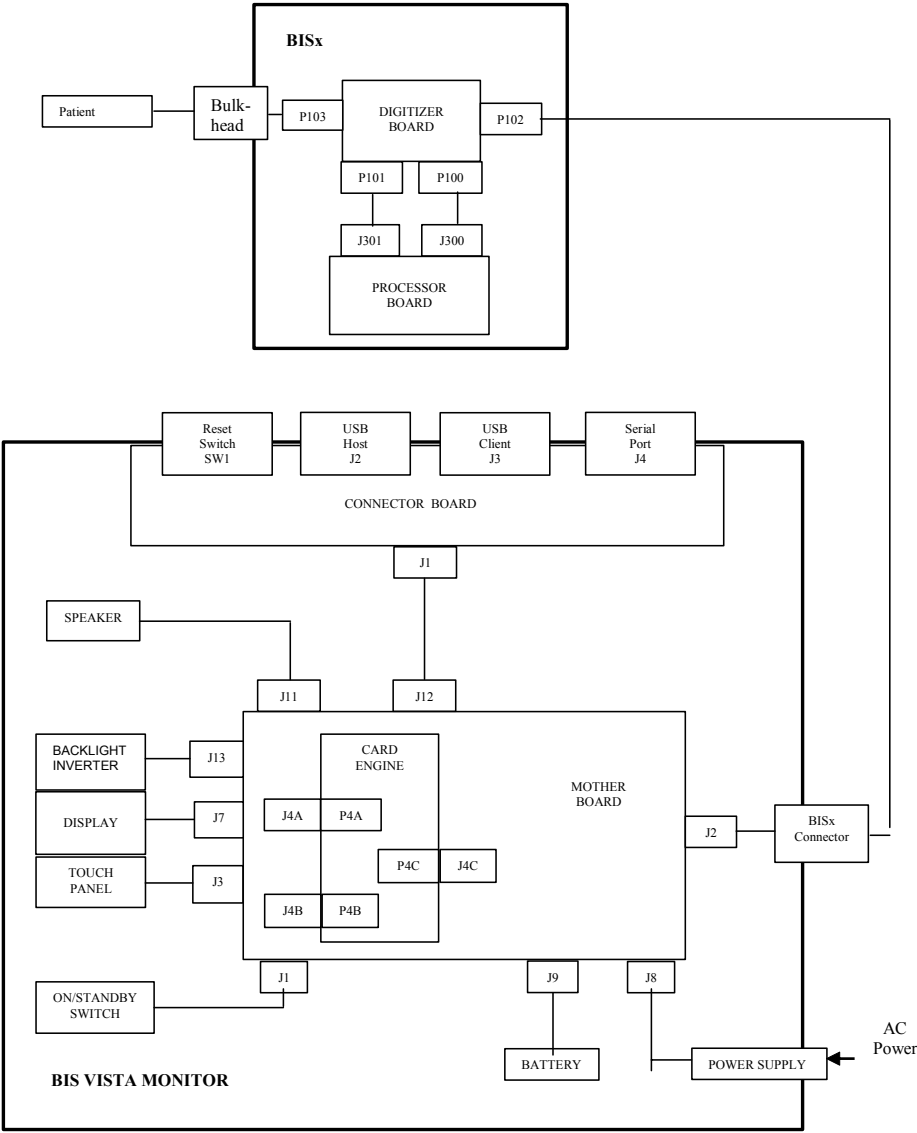 BISx
Patient
Bulk-
head
P103
DIGITIZER
BOARD
P102
P101
P100
J301
J300
PROCESSOR
BOARD
Reset
Switch
SW1
USB
Host
J2
USB
Client
J3
Serial
Port
J4
CONNECTOR BOARD
J1
SPEAKER
J11
J12
BACKLIGHT
INVERTER
J13
CARD
ENGINE
MOTHER
BOARD
DISPLAY
J7
J4A
P4A
J2
BISx
Connector
TOUCH
PANEL
J3
P4C
J4C
J4B
P4B
ON/STANDBY
SWITCH
J1
J9
J8
AC
Power
BATTERY
POWER SUPPLY
BIS VISTA MONITOR